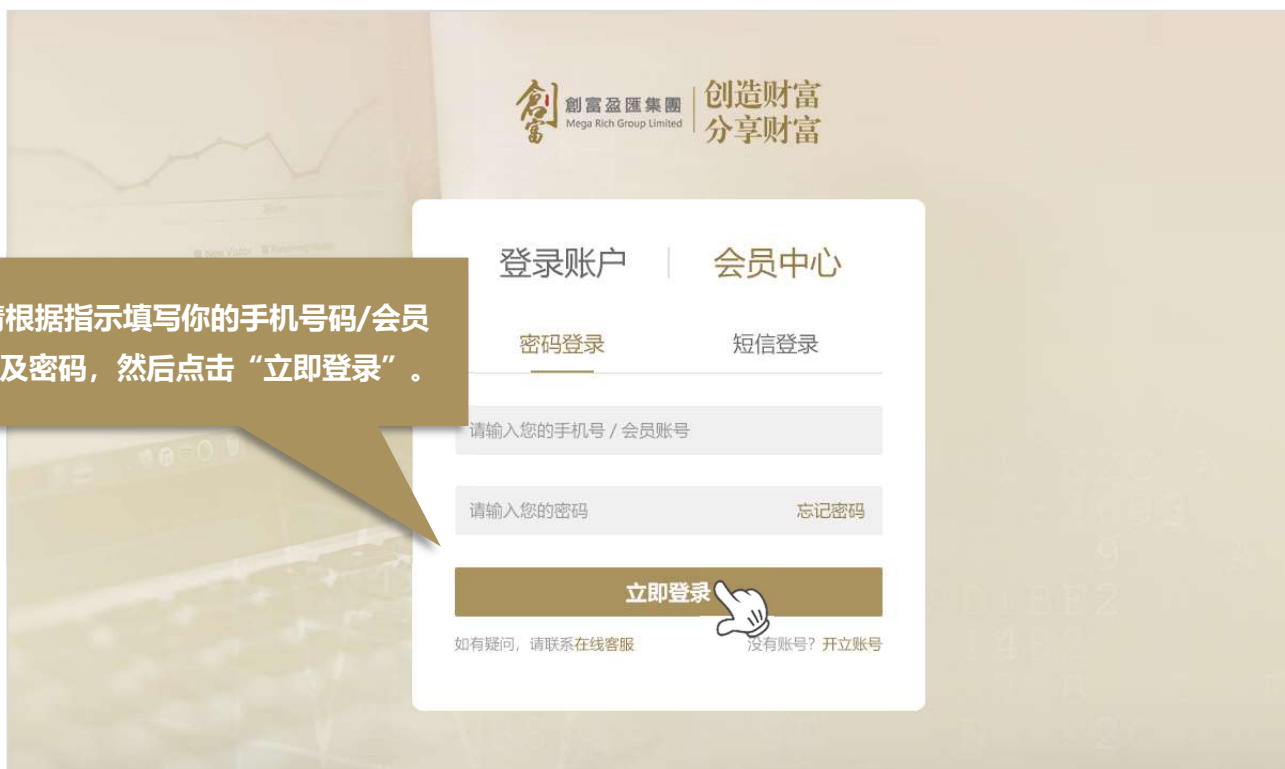 創富
創富盈匯集團
Mega Rich Group Limited
创造财富
分享财富
登录账户
会员中心
请根据指示填写你的手机号码/会员
及密码，然后点击“立即登录”。
密码登录
短信登录
请输入您的手机号 / 会员账号
请输入您的密码
忘记密码
立即登录
如有疑问，请联系在线客服
没有账号？开立账号